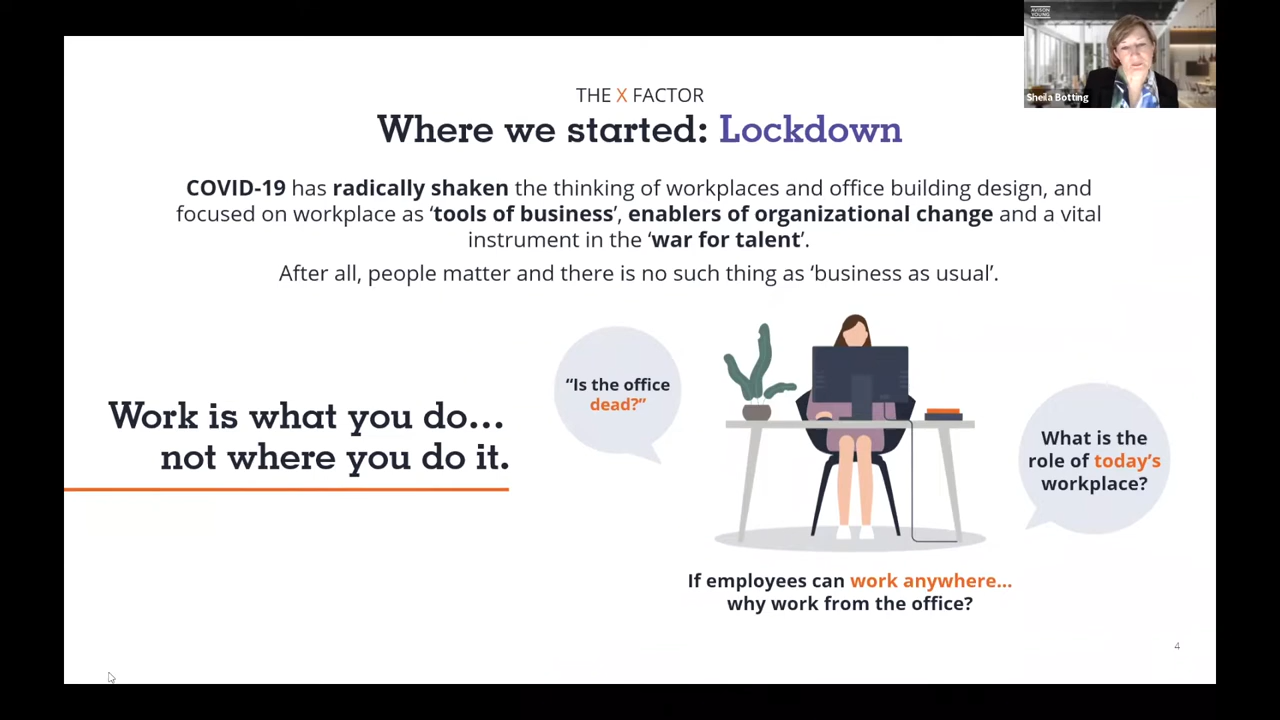 AVISON
YOUNG
Sheila Botting
THE X FACTOR
Where we started: Lockdown
COVID-19 has radically shaken the thinking of workplaces and office building design, and
focused on workplace as ‘tools of business’, enablers of organizational change and a vital
instrument in the ‘war for talent’.
After all, people matter and there is no such thing as ‘business as usual’.
Work is what you do...
not where you do it.
“Is the office
dead?”
What is the
role of today’s
workplace?
If employees can work anywhere...
why work from the office?
4